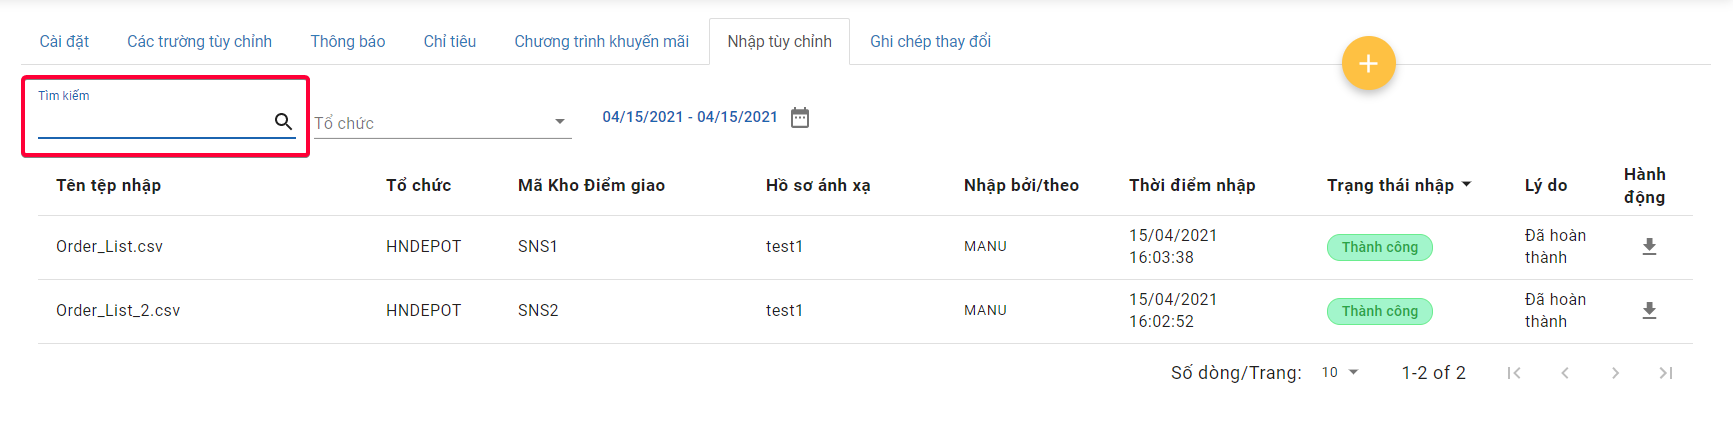 Cài đặt Các trường tùy chỉnh Thông báo Chỉ tiêu Chương trình khuyến mãi Nhập tùy chỉnh Ghi chép thay đổi
+
Tìm kiếm
Tổ chức 04/15/2021 - 04/15/2021
Tên tệp nhập Tổ chức Mã Kho Điểm giao Hồ sơ ánh xạ Nhập bởi/theo Thời điểm nhập Trạng thái nhập Lý do Hành động
Order_List.csv HNDEPOT SNS1 test1 MANU 15/04/2021 16:03:38 Thành công Đã hoàn thành
Order_List_2.csv HNDEPOT SNS2 test1 MANU 15/04/2021 16:02:52 Thành công Đã hoàn thành
Số dòng/Trang: 10 1-2 of 2